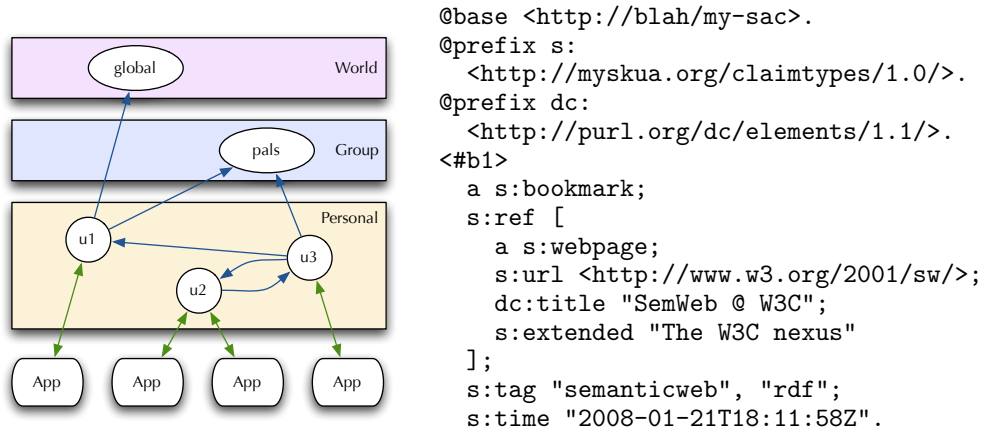 global
World
pals
Group
Personal
u1
u3
u2
App
App
App
App
@base <http://blah/my-sac>.
@prefix s:
<http://myskua.org/claimtypes/1.0/>.
@prefix dc:
<http://purl.org/dc/elements/1.1/>.
<#b1>
a s:bookmark;
s:ref [
a s:webpage;
s:url <http://www.w3.org/2001/sw/>;
dc:title "SemWeb @ W3C";
s:extended "The W3C nexus"
];
s:tag "semanticweb", "rdf";
s:time "2008-01-21T18:11:58Z".